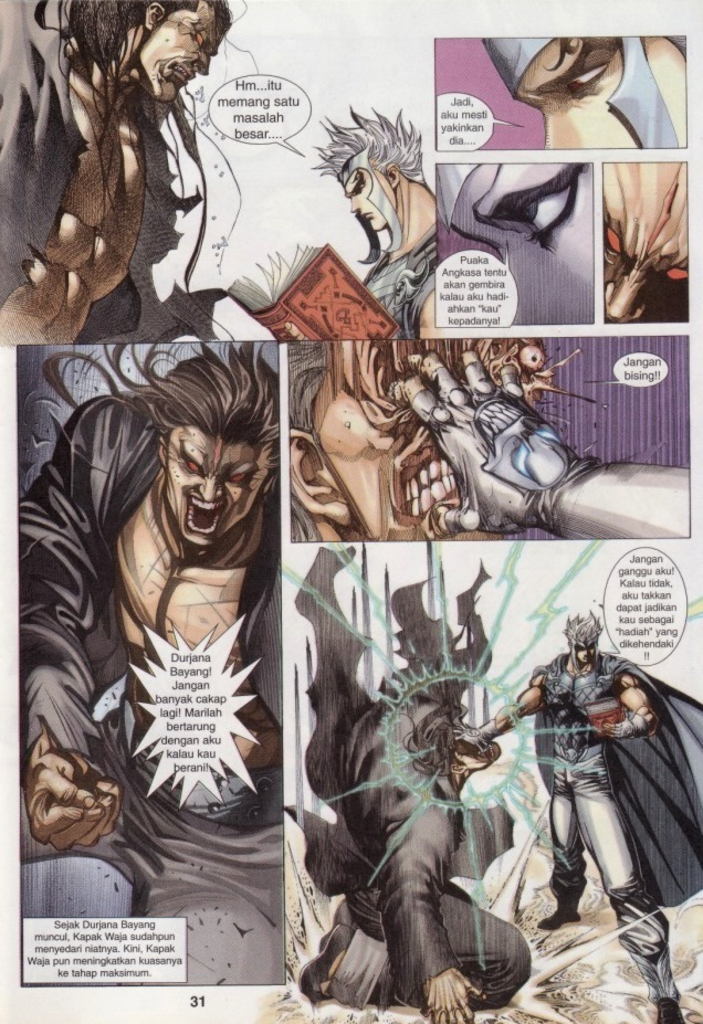 Hm...itu
memang satu
masalah
besar....
Jadi,
aku mesti
yakinkan
dia....
Puaka
Angkasa tentu
akan gembira
kalau aku hadi-
ahkan "kau"
kepadanya!
Jangan
bising!!
Durjana
Bayang!
Jangan
banyak cakap
lagi! Marilah
bertarung
dengan aku
kalau kau
berani!
Jangan
ganggu aku!
Kalau tidak,
aku takkan
dapat jadikan
kau sebagai
"hadiah" yang
dikehendaki
!!
Sejak Durjana Bayang
muncul, Kapak Waja sudahpun
menyedari niatnya. Kini, Kapak
Waja pun meningkatkan kuasanya
ke tahap maksimum.
31